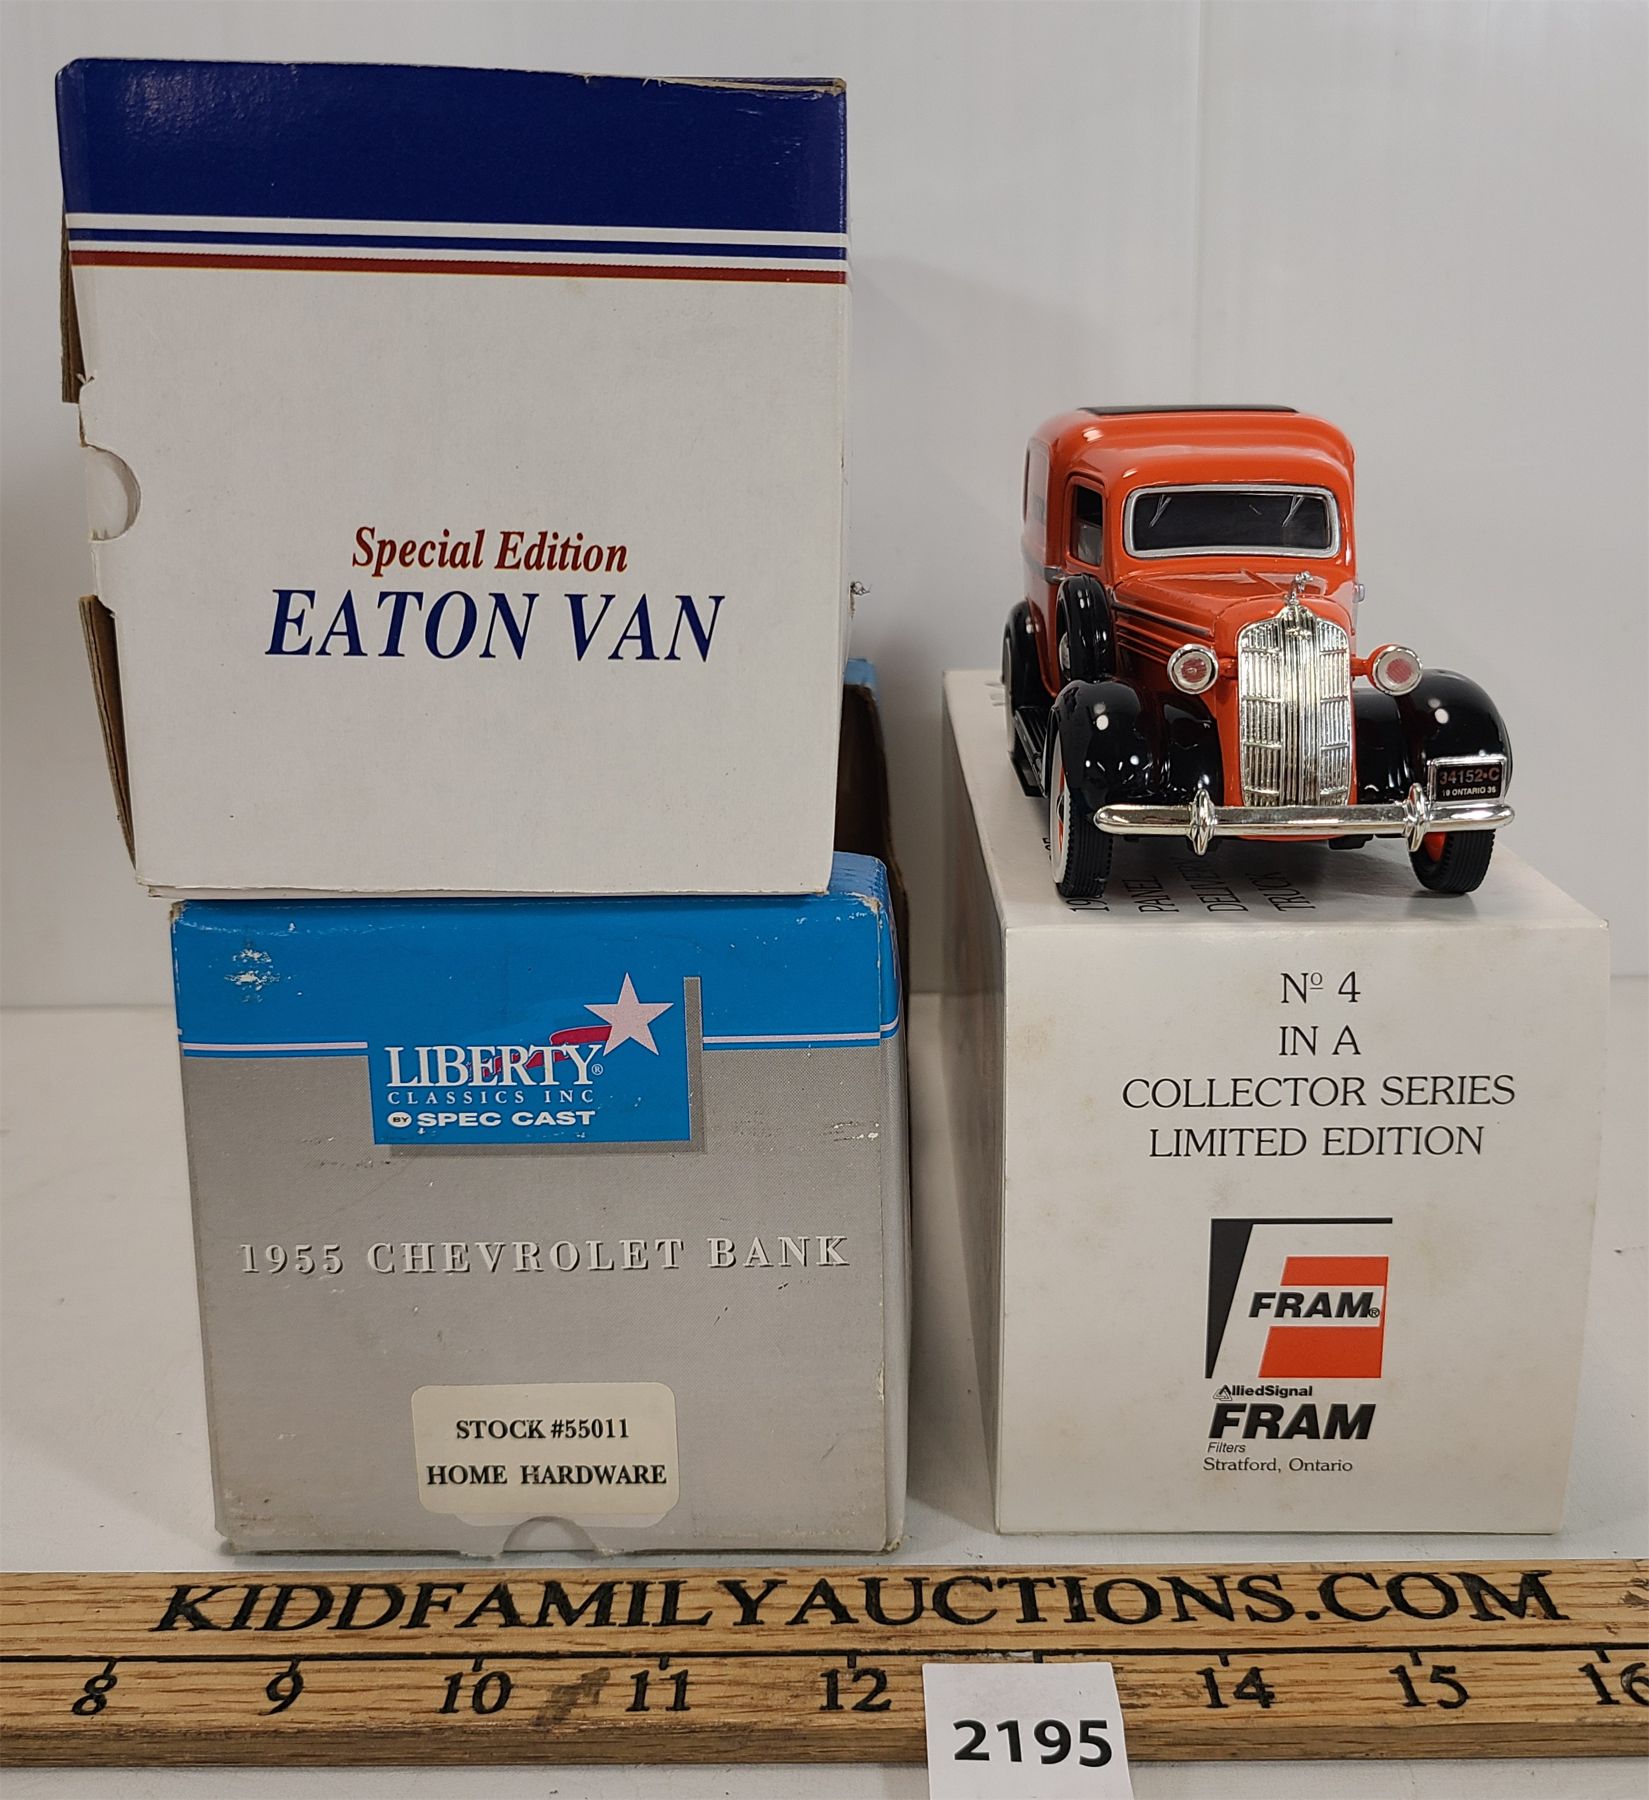 Special Edition
EATON VAN
LIBERTY®
CLASSICS INC
BY SPEC CAST
1955 CHEVROLET BANK
STOCK #55011
HOME HARDWARE
34152•C
19 ONTARIO 36
PANEL
DELIVERY
TRUCK
Nº 4
IN A
COLLECTOR SERIES
LIMITED EDITION
FRAM®
AlliedSignal
FRAM
Filters
Stratford, Ontario
KIDDFAMILYAUCTIONS.COM
8 9 10 11 12 14 15 16
2195